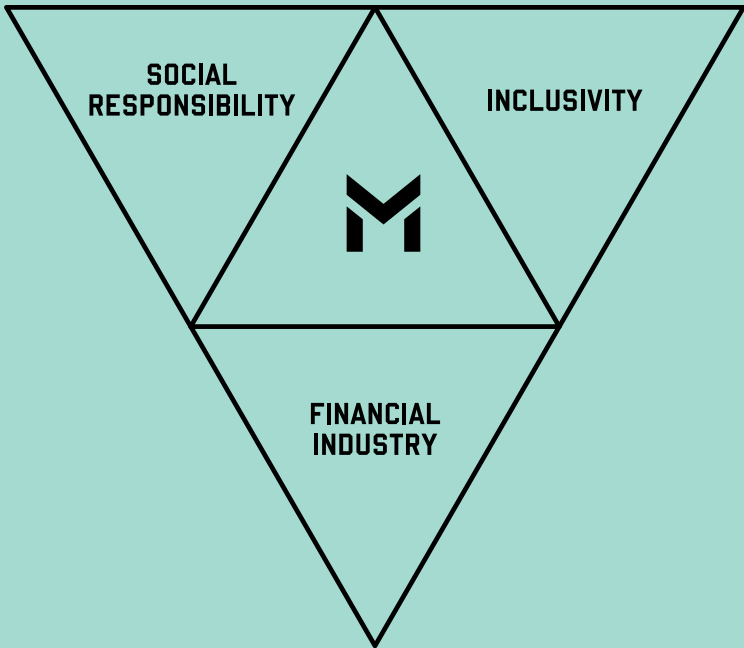 SOCIAL
RESPONSIBILITY
INCLUSIVITY
M
FINANCIAL
INDUSTRY